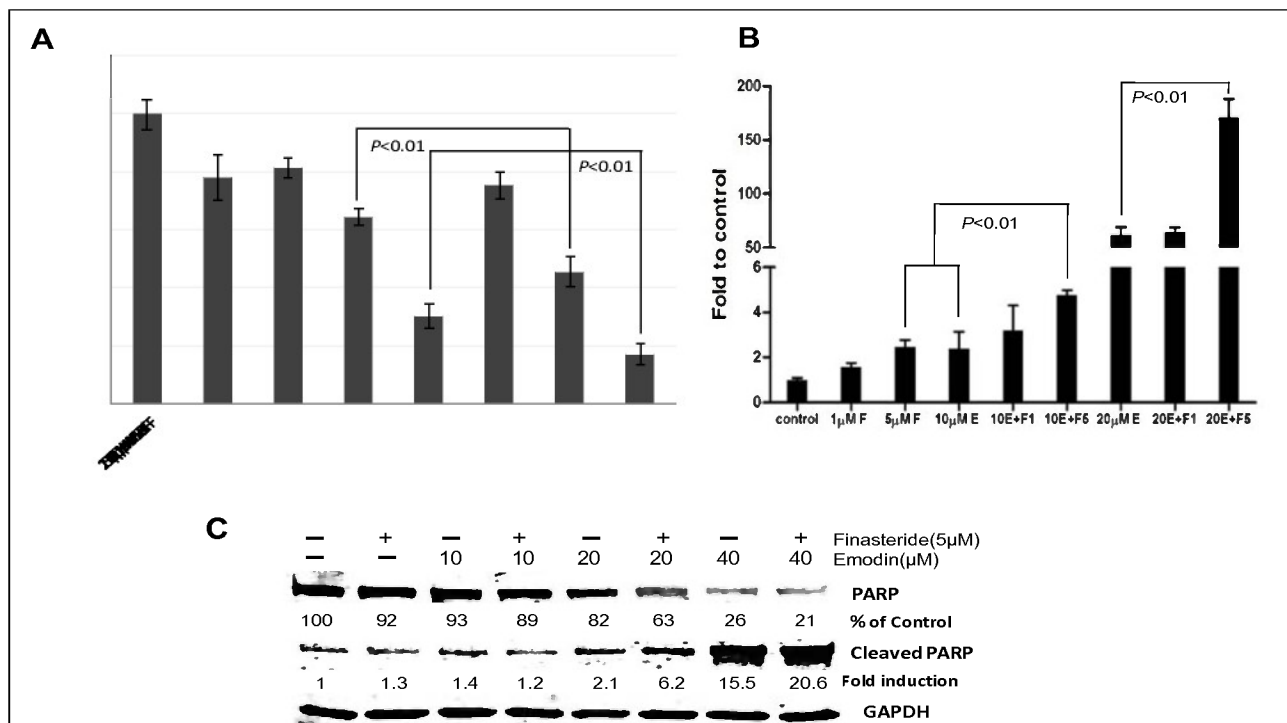 A
P<0.01
P<0.01
B
Fold to control
200
150
100
50
6
4
2
0
P<0.01
P<0.01
control 1μM F 5μM F 10μM E 10E+F1 10E+F5 20μM E 20E+F1 20E+F5
C
− + − + − + − + Finasteride(5μM)
− − 10 10 20 20 40 40 Emodin(μM)
PARP
100 92 93 89 82 63 26 21 % of Control
Cleaved PARP
1 1.3 1.4 1.2 2.1 6.2 15.5 20.6 Fold induction
GAPDH